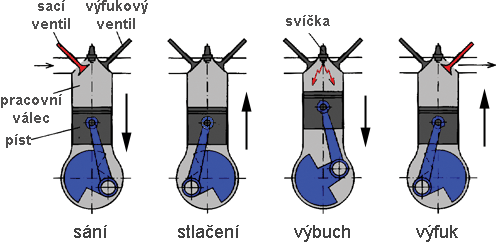 sací
ventil
výfukový
ventil
svíčka
pracovní
válec
píst
sání
stlačení
výbuch
výfuk